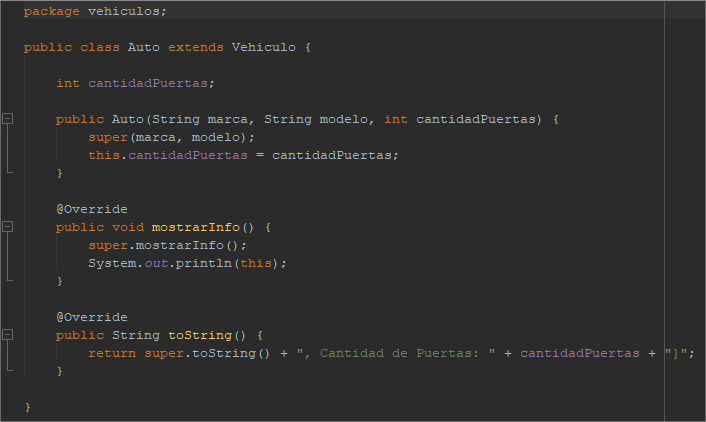 package vehiculos;
public class Auto extends Vehiculo {
int cantidadPuertas;
public Auto(String marca, String modelo, int cantidadPuertas) {
super(marca, modelo);
this.cantidadPuertas = cantidadPuertas;
}
@Override
public void mostrarInfo() {
super.mostrarInfo();
System.out.println(this);
}
@Override
public String toString() {
return super.toString() + ", Cantidad de Puertas: " + cantidadPuertas + "]";
}
}